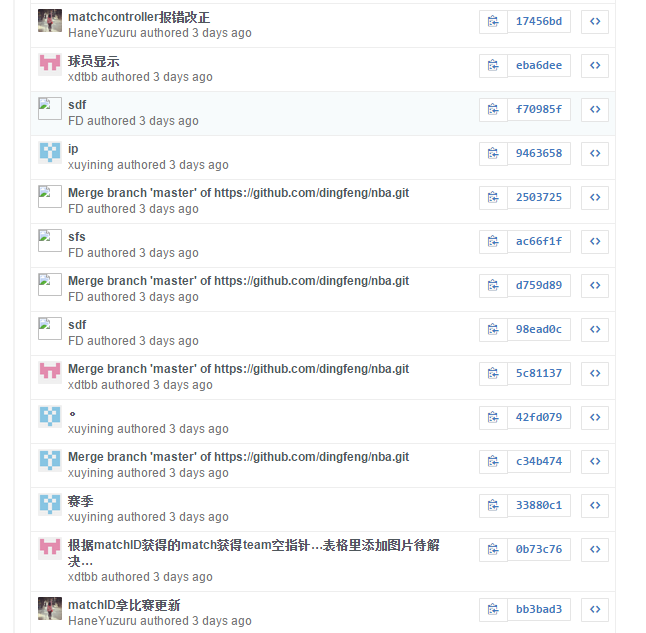 matchcontroller报错改正
HaneYuzuru authored 3 days ago
17456bd
球员显示
xdtbb authored 3 days ago
eba6dee
sdf
FD authored 3 days ago
f70985f
ip
xuyining authored 3 days ago
9463658
Merge branch 'master' of https://github.com/dingfeng/nba.git
FD authored 3 days ago
2503725
sfs
FD authored 3 days ago
ac66f1f
Merge branch 'master' of https://github.com/dingfeng/nba.git
FD authored 3 days ago
d759d89
sdf
FD authored 3 days ago
98ead0c
Merge branch 'master' of https://github.com/dingfeng/nba.git
xdtbb authored 3 days ago
5c81137
。
xuyining authored 3 days ago
42fd079
Merge branch 'master' of https://github.com/dingfeng/nba.git
xuyining authored 3 days ago
c34b474
赛季
xuyining authored 3 days ago
33880c1
根据matchID获得的match获得team空指针…表格里添加图片待解
决…
xdtbb authored 3 days ago
0b73c76
matchID拿比赛更新
HaneYuzuru authored 3 days ago
bb3bad3